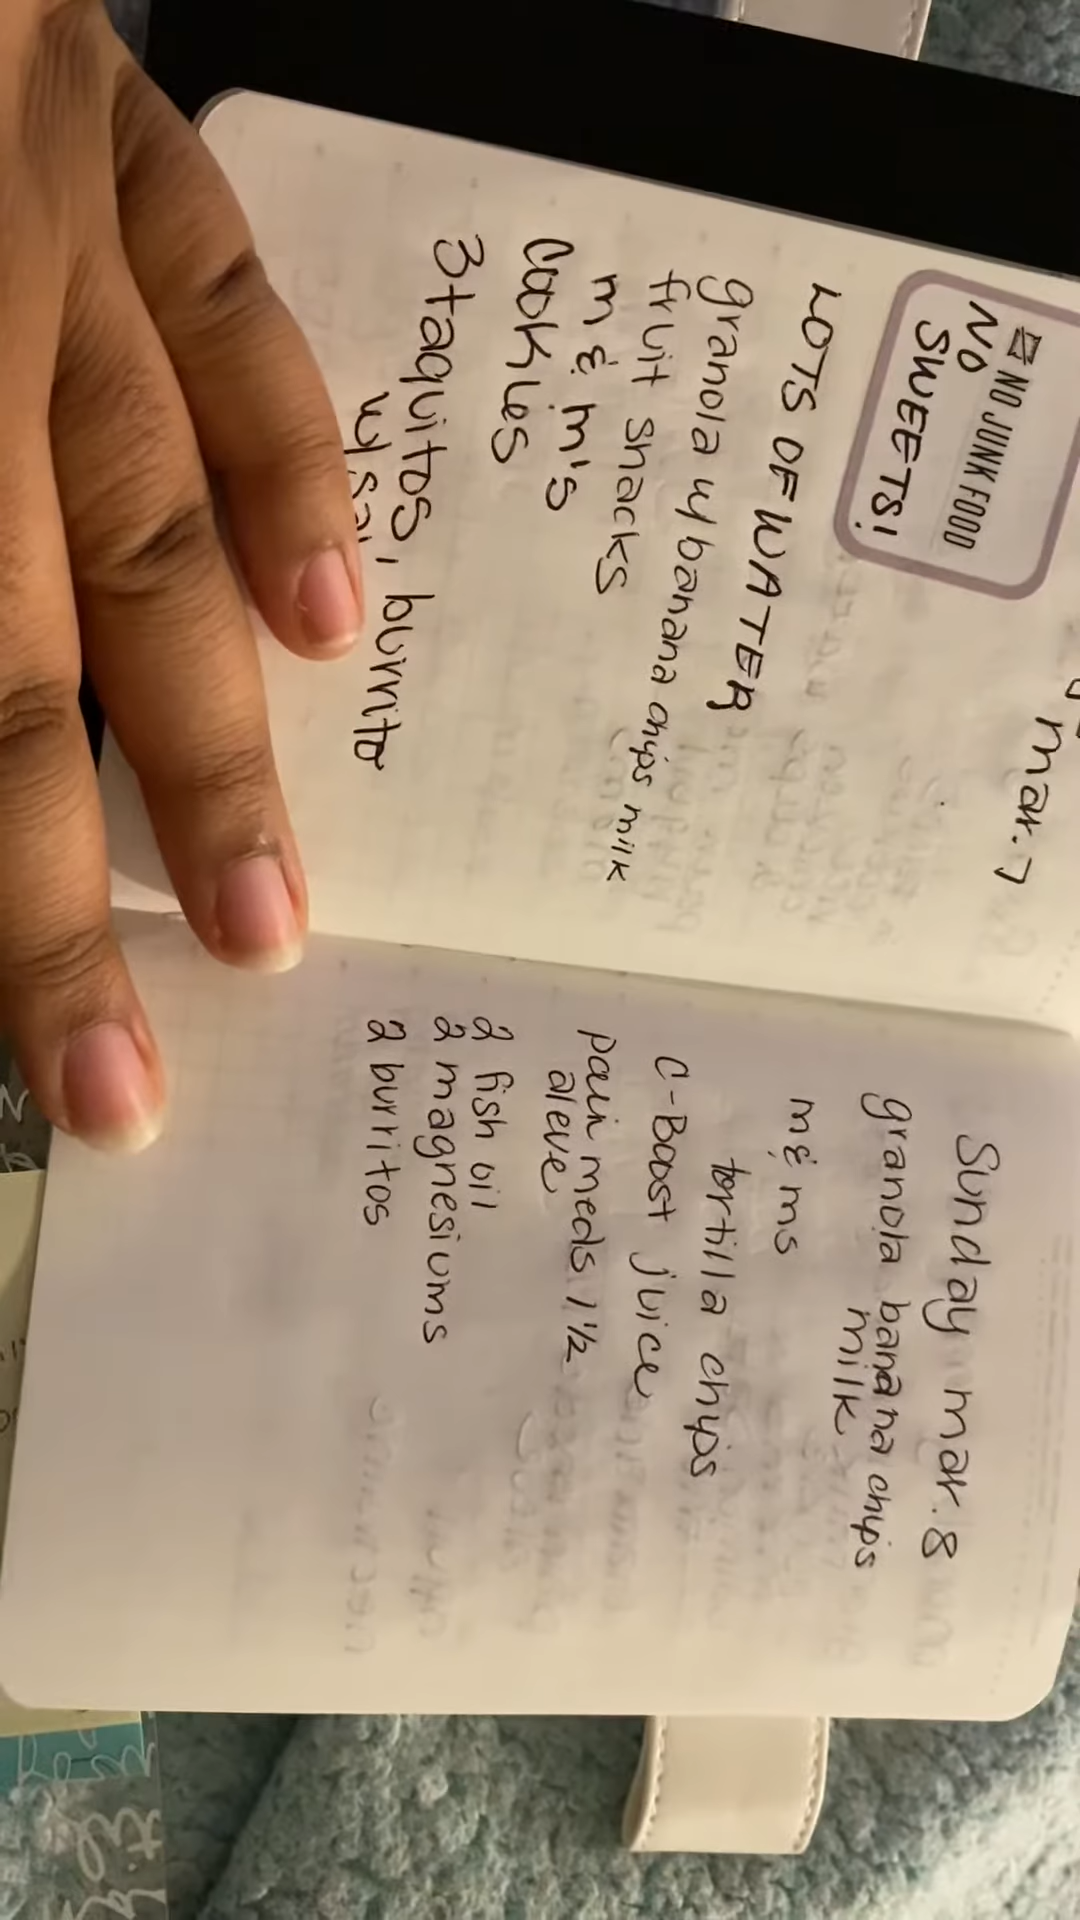 mar. 7
NO JUNK FOOD
NO
SWEETS!
LOTS OF WATER
granola w/ banana chips milk
fruit snacks
m & m's
Cookies
3 taquitos, burrito
w/
Sunday mar. 8
granola banana chips
milk
m & ms
tortilla chips
C-Boost juice
pain meds 1 1/2
aleve
2 fish oil
2 magnesiums
2 burritos